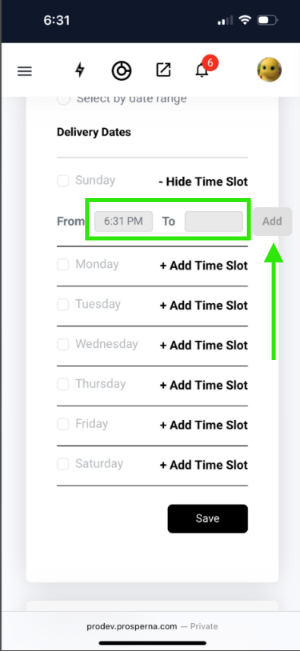 6:31
6
Select by date range
Delivery Dates
Sunday - Hide Time Slot
From 6:31 PM To Add
Monday + Add Time Slot
Tuesday + Add Time Slot
Wednesday + Add Time Slot
Thursday + Add Time Slot
Friday + Add Time Slot
Saturday + Add Time Slot
Save
prodev.prosperna.com — Private